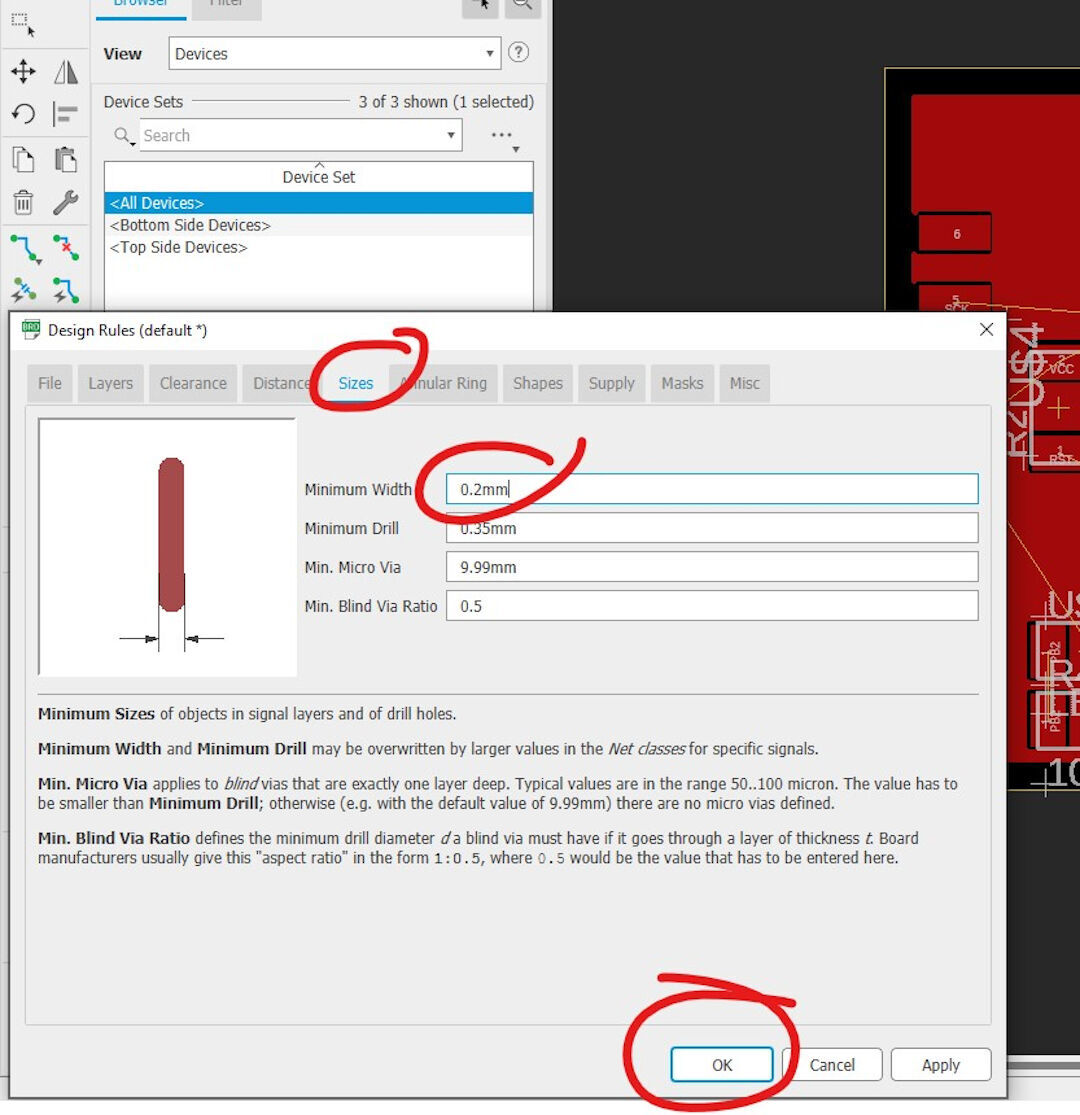 Browser
Filter
View
Devices
?
Device Sets
3 of 3 shown (1 selected)
Search
Device Set
<All Devices>
<Bottom Side Devices>
<Top Side Devices>
6
5
SCK
2
VCC
1
RST
BRD
Design Rules (default *)
File
Layers
Clearance
Distance
Sizes
Annular Ring
Shapes
Supply
Masks
Misc
Minimum Width
0.2mm
Minimum Drill
0.35mm
Min. Micro Via
9.99mm
Min. Blind Via Ratio
0.5
1
PB2
PB
Minimum Sizes of objects in signal layers and of drill holes.
Minimum Width and Minimum Drill may be overwritten by larger values in the Net classes for specific signals.
Min. Micro Via applies to blind vias that are exactly one layer deep. Typical values are in the range 50..100 micron. The value has to
be smaller than Minimum Drill; otherwise (e.g. with the default value of 9.99mm) there are no micro vias defined.
Min. Blind Via Ratio defines the minimum drill diameter d a blind via must have if it goes through a layer of thickness t. Board
manufacturers usually give this "aspect ratio" in the form 1:0.5, where 0.5 would be the value that has to be entered here.
10
OK
Cancel
Apply